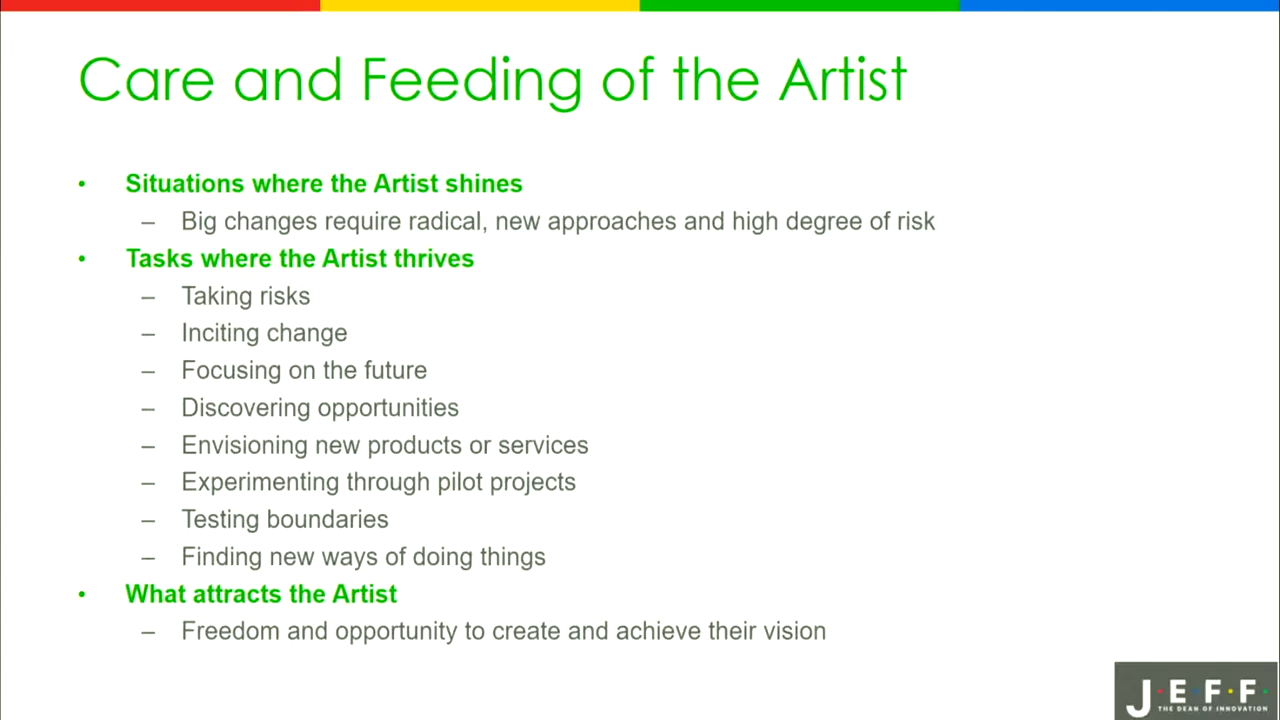 Care and Feeding of the Artist
• Situations where the Artist shines
– Big changes require radical, new approaches and high degree of risk
• Tasks where the Artist thrives
– Taking risks
– Inciting change
– Focusing on the future
– Discovering opportunities
– Envisioning new products or services
– Experimenting through pilot projects
– Testing boundaries
– Finding new ways of doing things
• What attracts the Artist
– Freedom and opportunity to create and achieve their vision
J·E·F·F·
THE DEAN OF INNOVATION